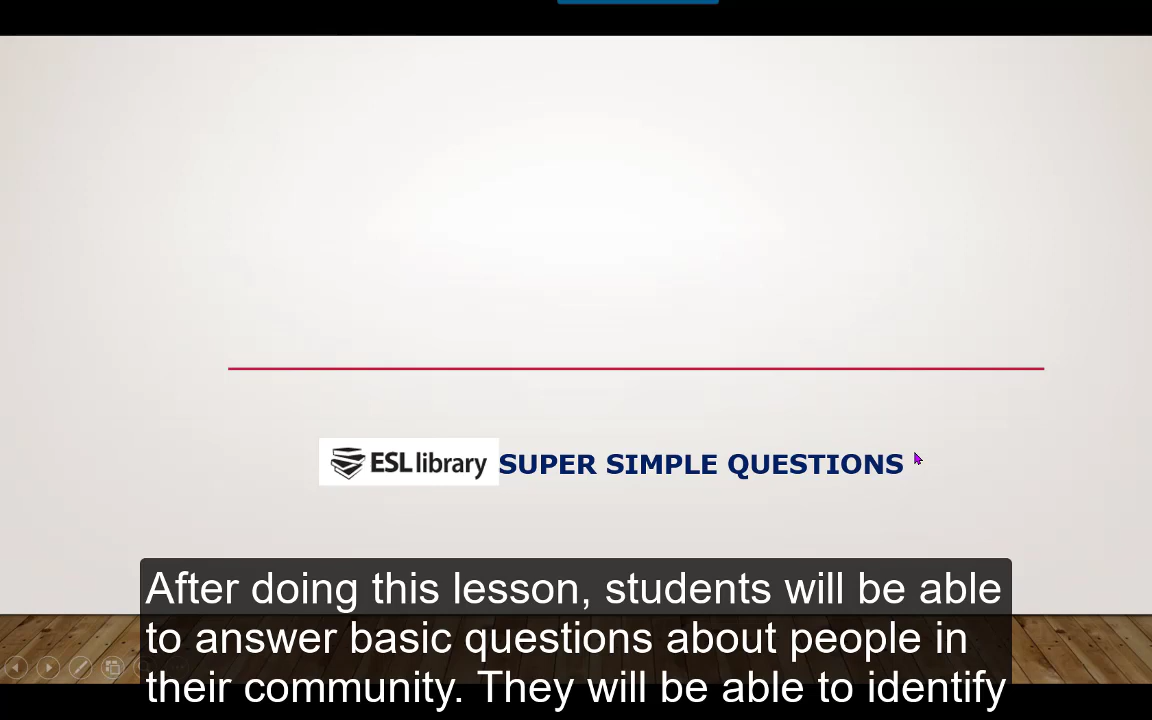 ESL library SUPER SIMPLE QUESTIONS
After doing this lesson, students will be able
to answer basic questions about people in
their community. They will be able to identify